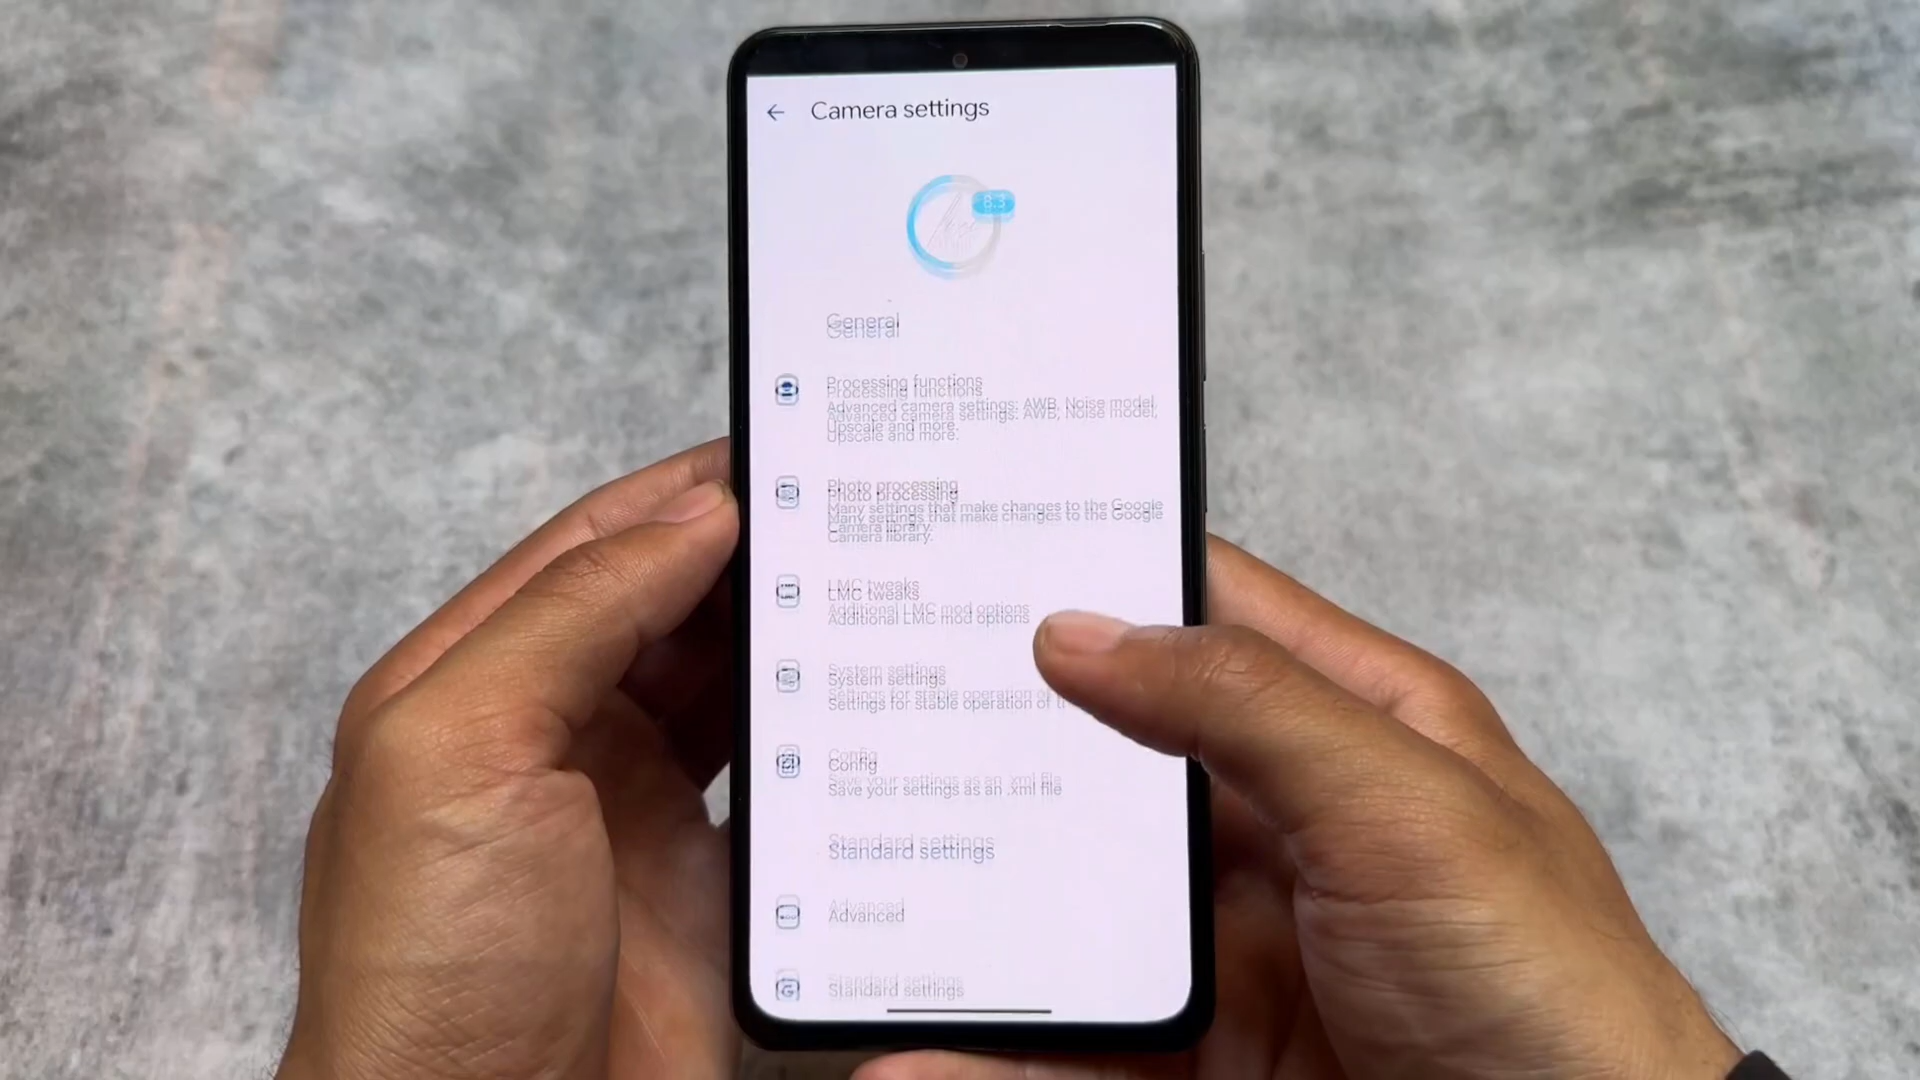 Camera settings
8.3
General
Processing functions
Advanced camera settings: AWB, Noise model,
Upscale and more.
Photo processing
Many settings that make changes to the Google
Camera library.
LMC tweaks
Additional LMC mod options
System settings
Settings for stable operation of
Config
Save your settings as an .xml file
Standard settings
Advanced
Standard settings